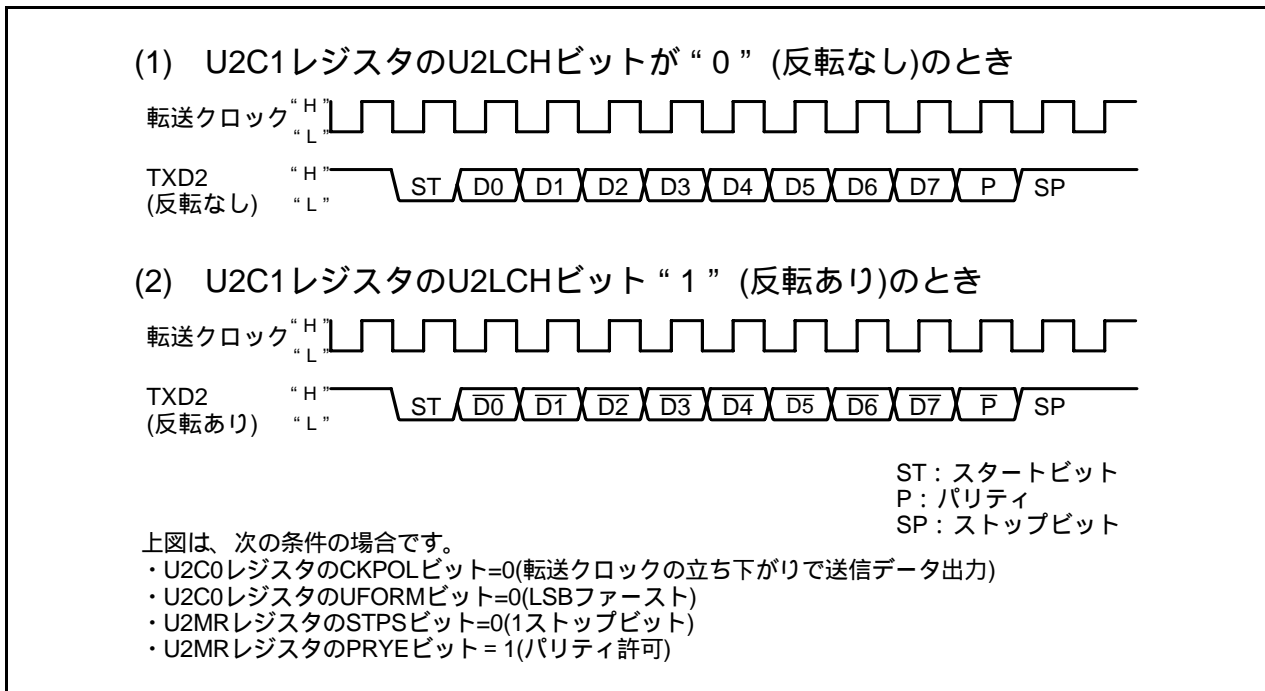 (1) U2C1レジスタのU2LCHビットが“0”(反転なし)のとき
転送クロック “H”
“L”
TXD2 “H”
(反転なし) “L”
ST D0 D1 D2 D3 D4 D5 D6 D7 P SP
(2) U2C1レジスタのU2LCHビット“1”(反転あり)のとき
転送クロック “H”
“L”
TXD2 “H”
(反転あり) “L”
ST D̅0̅ D̅1̅ D̅2̅ D̅3̅ D̅4̅ D̅5̅ D̅6̅ D̅7̅ P̅ SP
ST:スタートビット
P:パリティ
SP:ストップビット
上図は、次の条件の場合です。
・U2C0レジスタのCKPOLビット=0(転送クロックの立ち下がりで送信データ出力)
・U2C0レジスタのUFORMビット=0(LSBファースト)
・U2MRレジスタのSTPSビット=0(1ストップビット)
・U2MRレジスタのPRYEビット=1(パリティ許可)